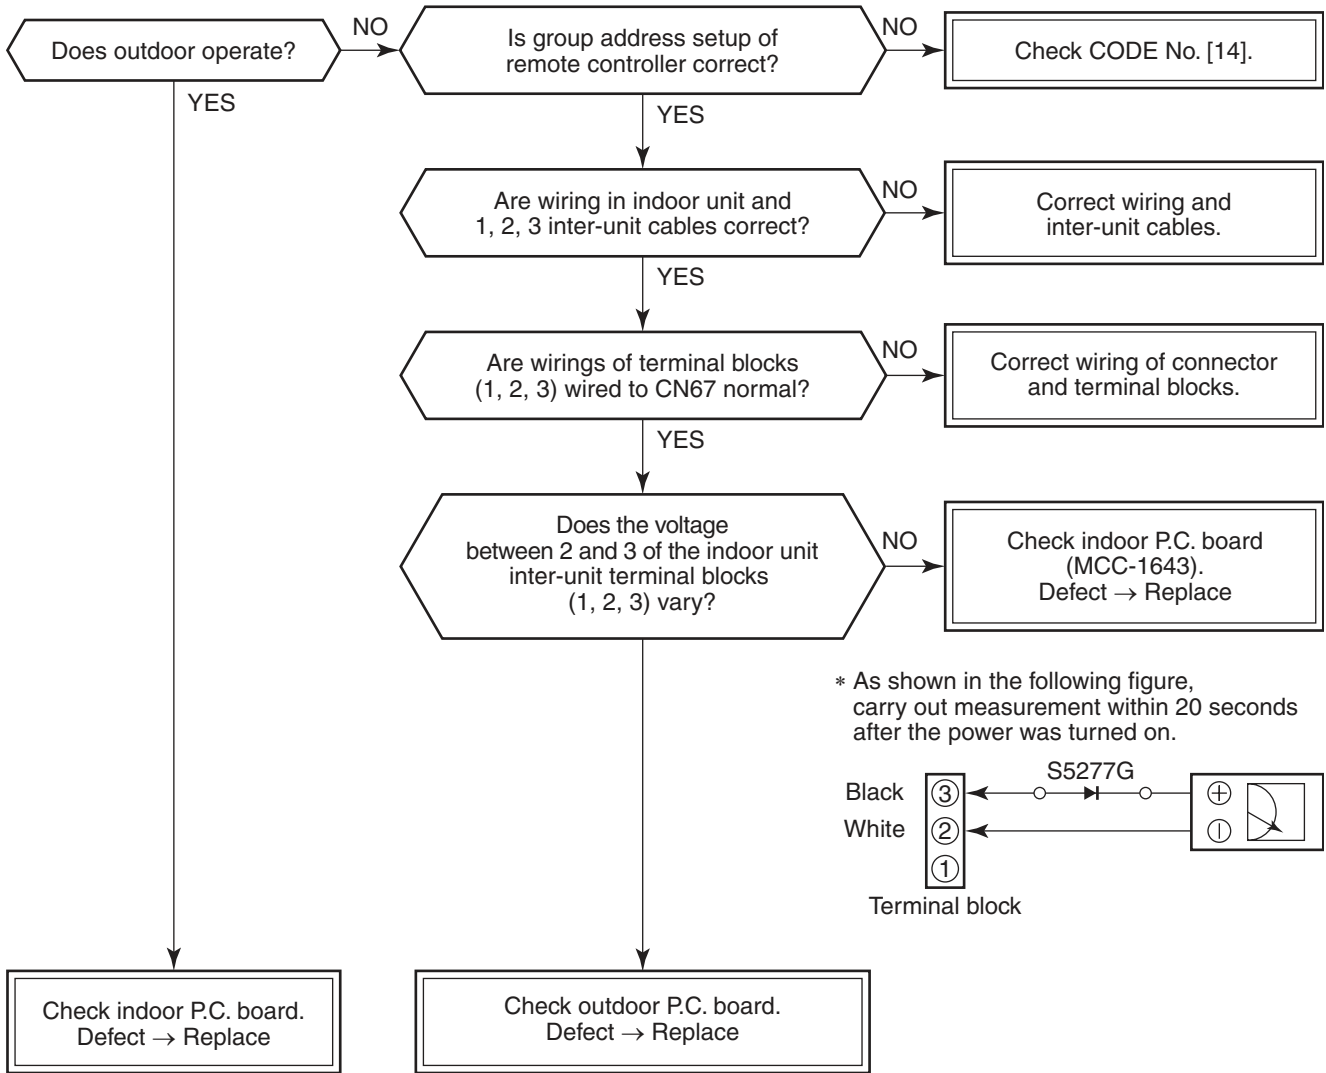 Does outdoor operate?
NO
Is group address setup of
remote controller correct?
NO
Check CODE No. [14].
YES
YES
Are wiring in indoor unit and
1, 2, 3 inter-unit cables correct?
NO
Correct wiring and
inter-unit cables.
YES
Are wirings of terminal blocks
(1, 2, 3) wired to CN67 normal?
NO
Correct wiring of connector
and terminal blocks.
YES
Does the voltage
between 2 and 3 of the indoor unit
inter-unit terminal blocks
(1, 2, 3) vary?
NO
Check indoor P.C. board
(MCC-1643).
Defect → Replace
* As shown in the following figure,
carry out measurement within 20 seconds
after the power was turned on.
S5277G
Black ③ ⊕
White ② ⊖
①
Terminal block
Check indoor P.C. board.
Defect → Replace
Check outdoor P.C. board.
Defect → Replace